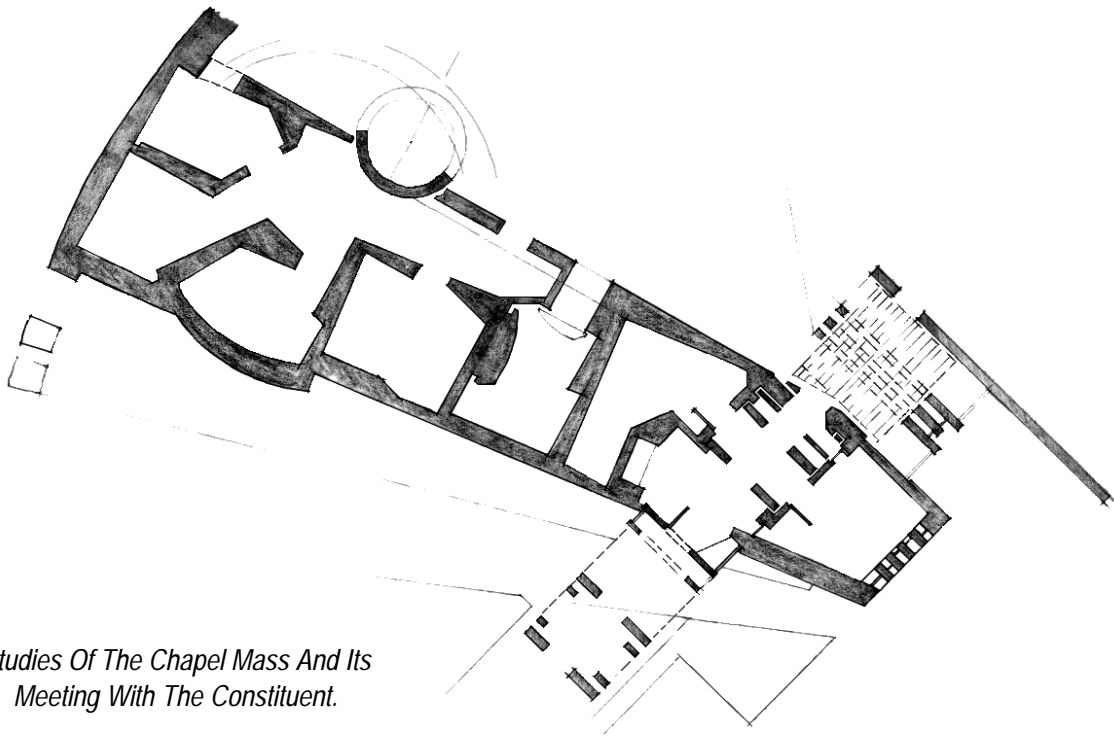 tudies Of The Chapel Mass And Its
Meeting With The Constituent.